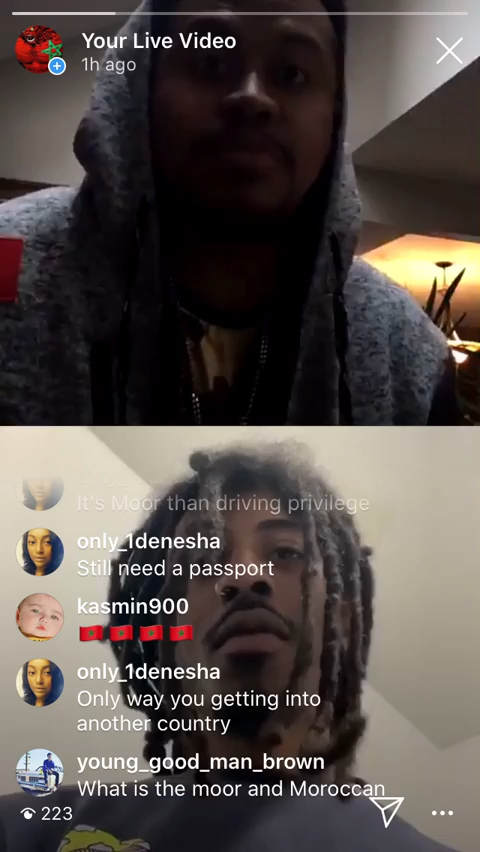 Your Live Video
1h ago
It's Moor than driving privilege
only_1denesha
Still need a passport
kasmin900
🇲🇦 🇲🇦 🇲🇦 🇲🇦
only_1denesha
Only way you getting into
another country
young_good_man_brown
What is the moor and Moroccan
223